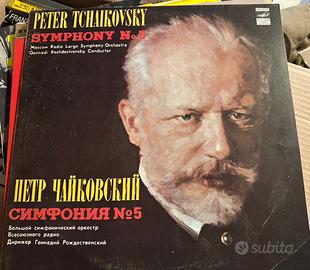 PETER TCHAIKOVSKY
SYMPHONY No.5
Moscow Radio Large Symphony Orchestra
Gennadi Rozhdestvensky, Conductor
ПЕТР ЧАЙКОВСКИЙ
СИМФОНИЯ №5
Большой симфонический оркестр
Всесоюзного радио
Дирижер Геннадий Рождественский
subito